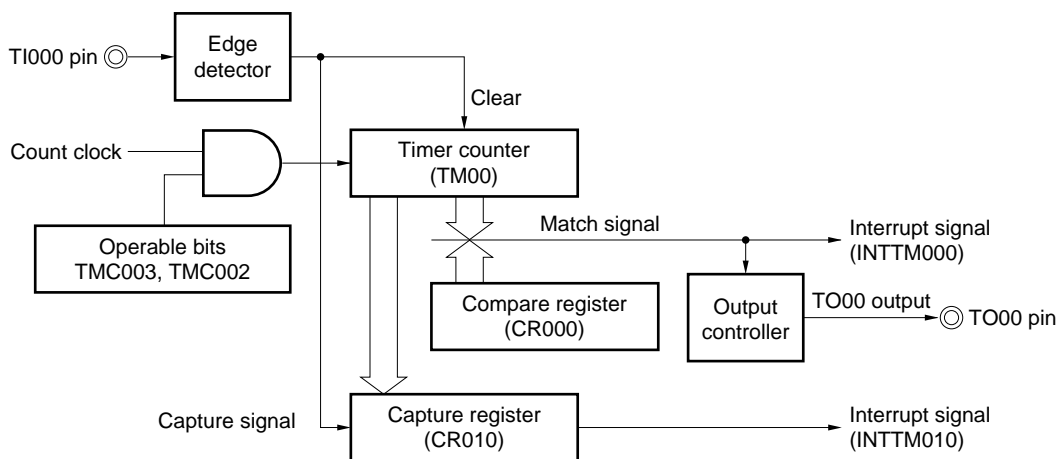 TI000 pin
Edge
detector
Clear
Count clock
Timer counter
(TM00)
Operable bits
TMC003, TMC002
Match signal
Interrupt signal
(INTTM000)
Compare register
(CR000)
Output
controller
TO00 output
TO00 pin
Capture signal
Capture register
(CR010)
Interrupt signal
(INTTM010)